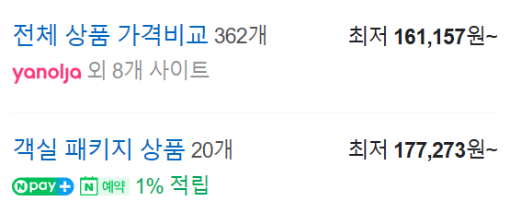 전체 상품 가격비교 362개 최저 161,157원~
yanolja 외 8개 사이트
객실 패키지 상품 20개 최저 177,273원~
N pay + N 예약 1% 적립